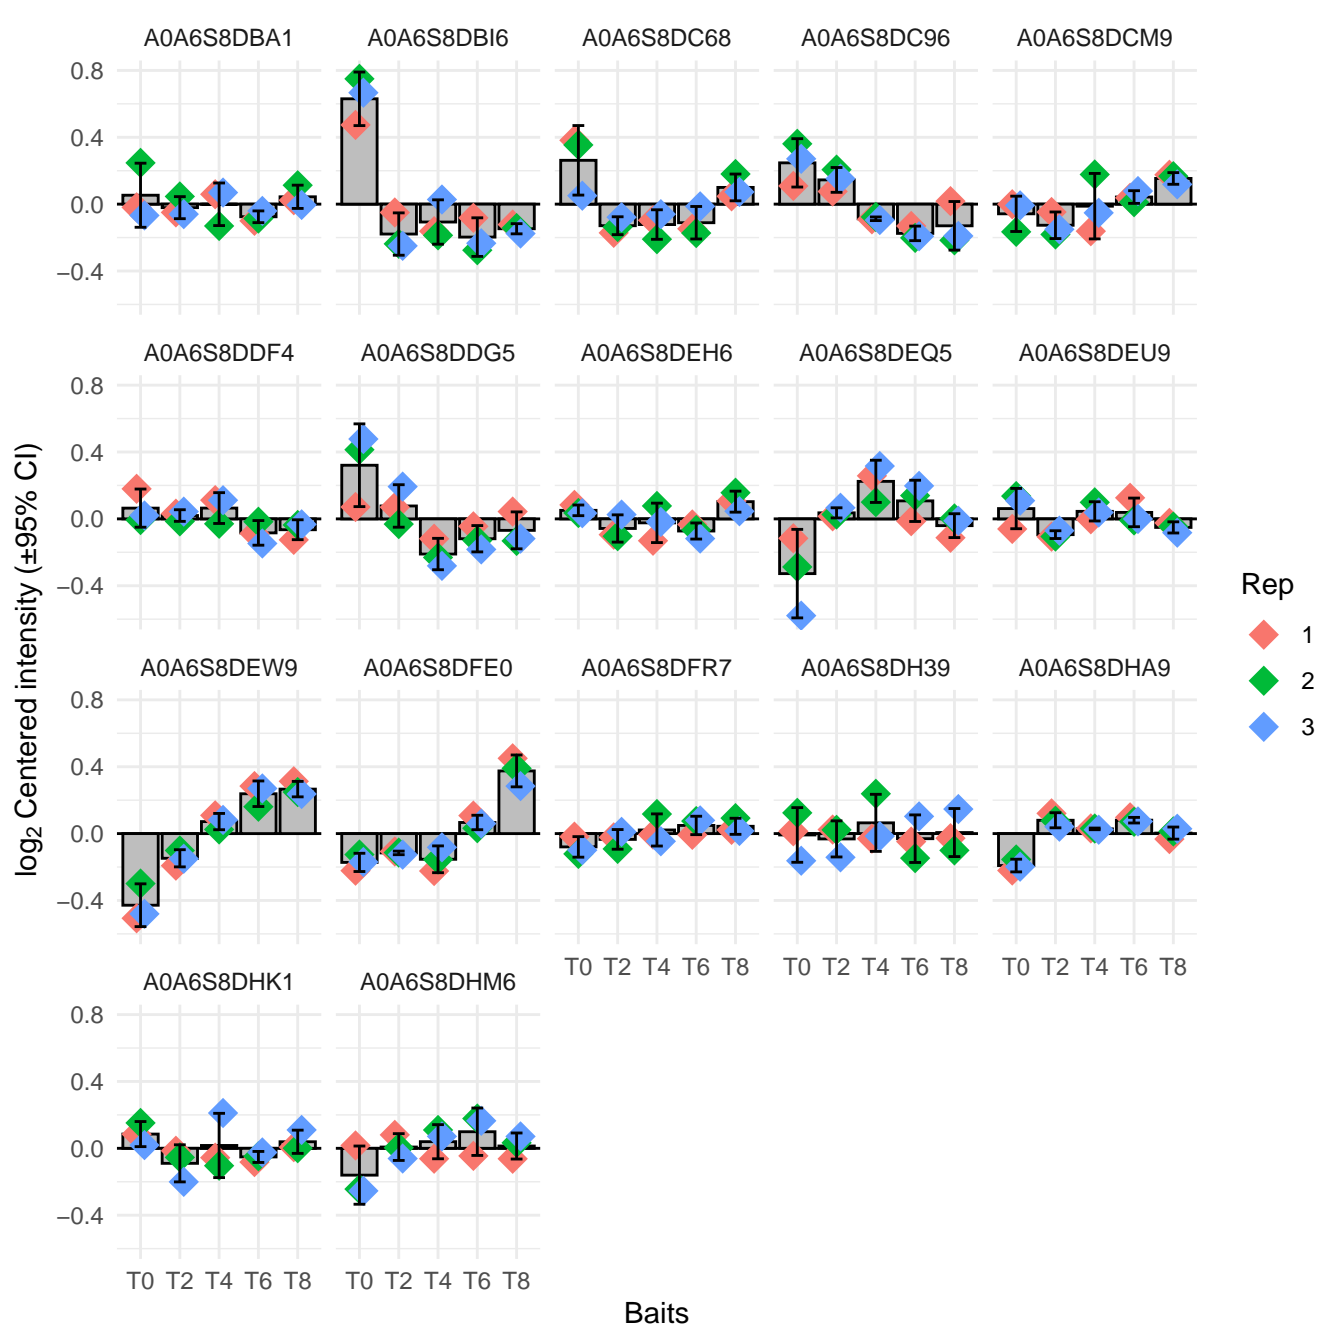 A0A6S8DBA1 A0A6S8DBI6 A0A6S8DC68 A0A6S8DC96 A0A6S8DCM9
0.8
0.4
0.0
−0.4
A0A6S8DDF4 A0A6S8DDG5 A0A6S8DEH6 A0A6S8DEQ5 A0A6S8DEU9
0.8
0.4
0.0
−0.4
log2 Centered intensity (±95% CI)
Rep
1
2
3
A0A6S8DEW9 A0A6S8DFE0 A0A6S8DFR7 A0A6S8DH39 A0A6S8DHA9
0.8
0.4
0.0
−0.4
T0 T2 T4 T6 T8 T0 T2 T4 T6 T8 T0 T2 T4 T6 T8
A0A6S8DHK1 A0A6S8DHM6
0.8
0.4
0.0
−0.4
T0 T2 T4 T6 T8 T0 T2 T4 T6 T8
Baits